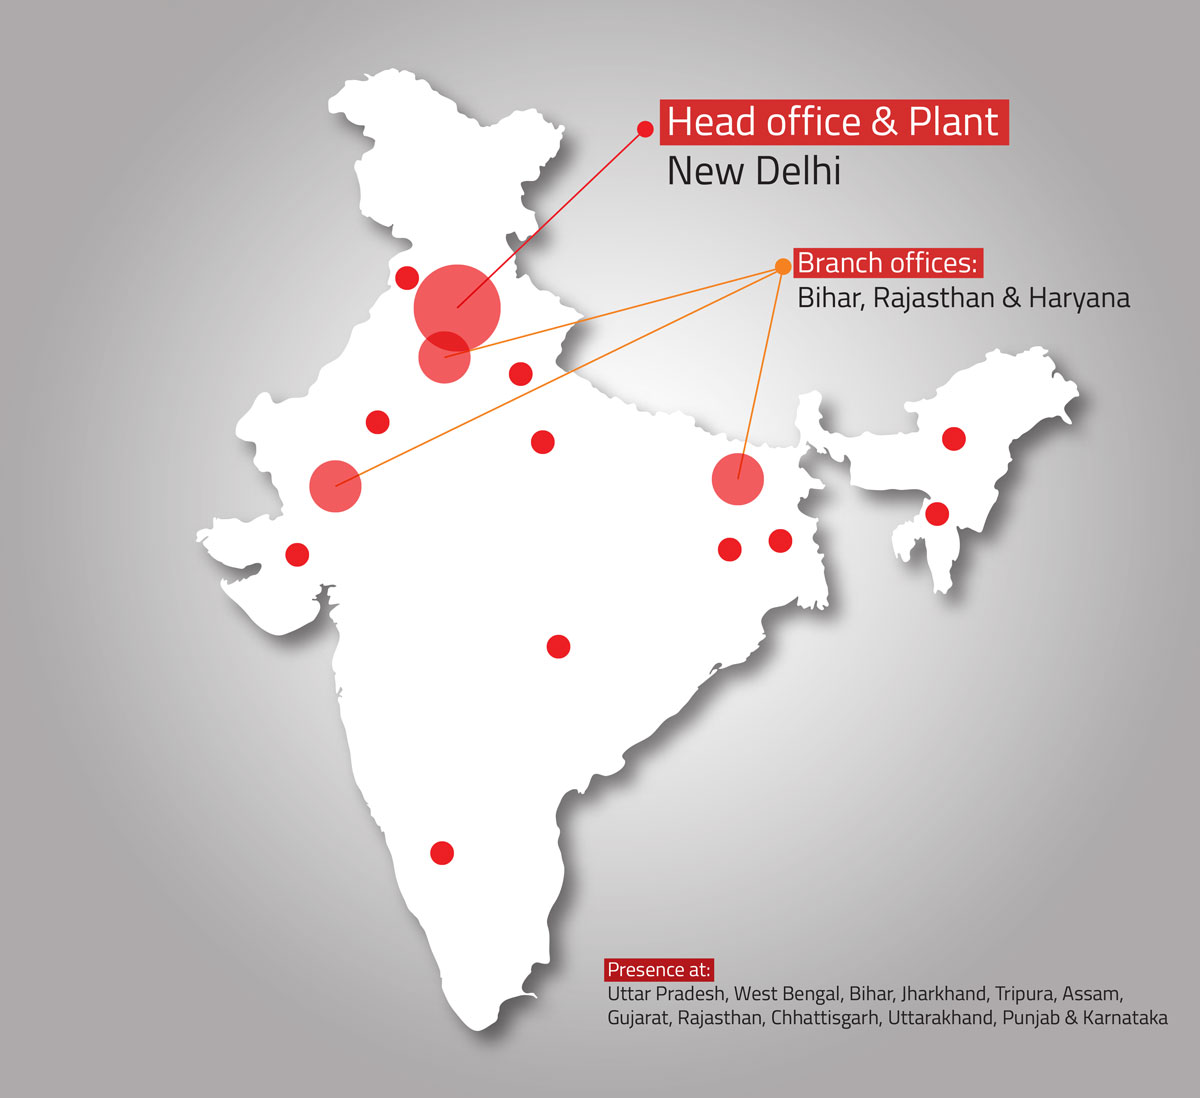 Head office & Plant
New Delhi
Branch offices:
Bihar, Rajasthan & Haryana
Presence at:
Uttar Pradesh, West Bengal, Bihar, Jharkhand, Tripura, Assam,
Gujarat, Rajasthan, Chhattisgarh, Uttarakhand, Punjab & Karnataka